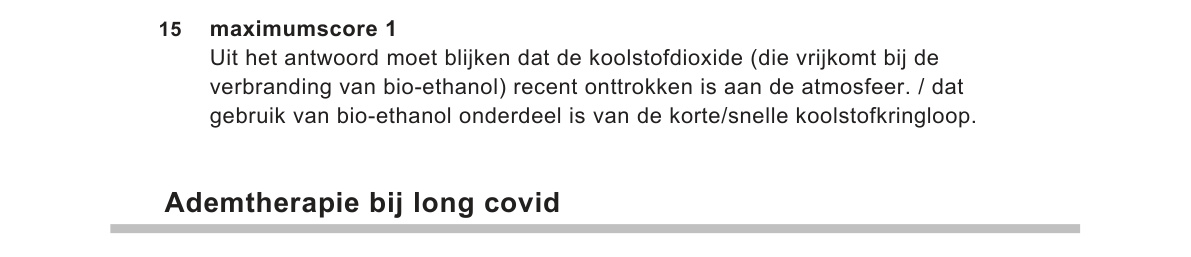 15 maximumscore 1
Uit het antwoord moet blijken dat de koolstofdioxide (die vrijkomt bij de
verbranding van bio-ethanol) recent onttrokken is aan de atmosfeer. / dat
gebruik van bio-ethanol onderdeel is van de korte/snelle koolstofkringloop.
Ademtherapie bij long covid